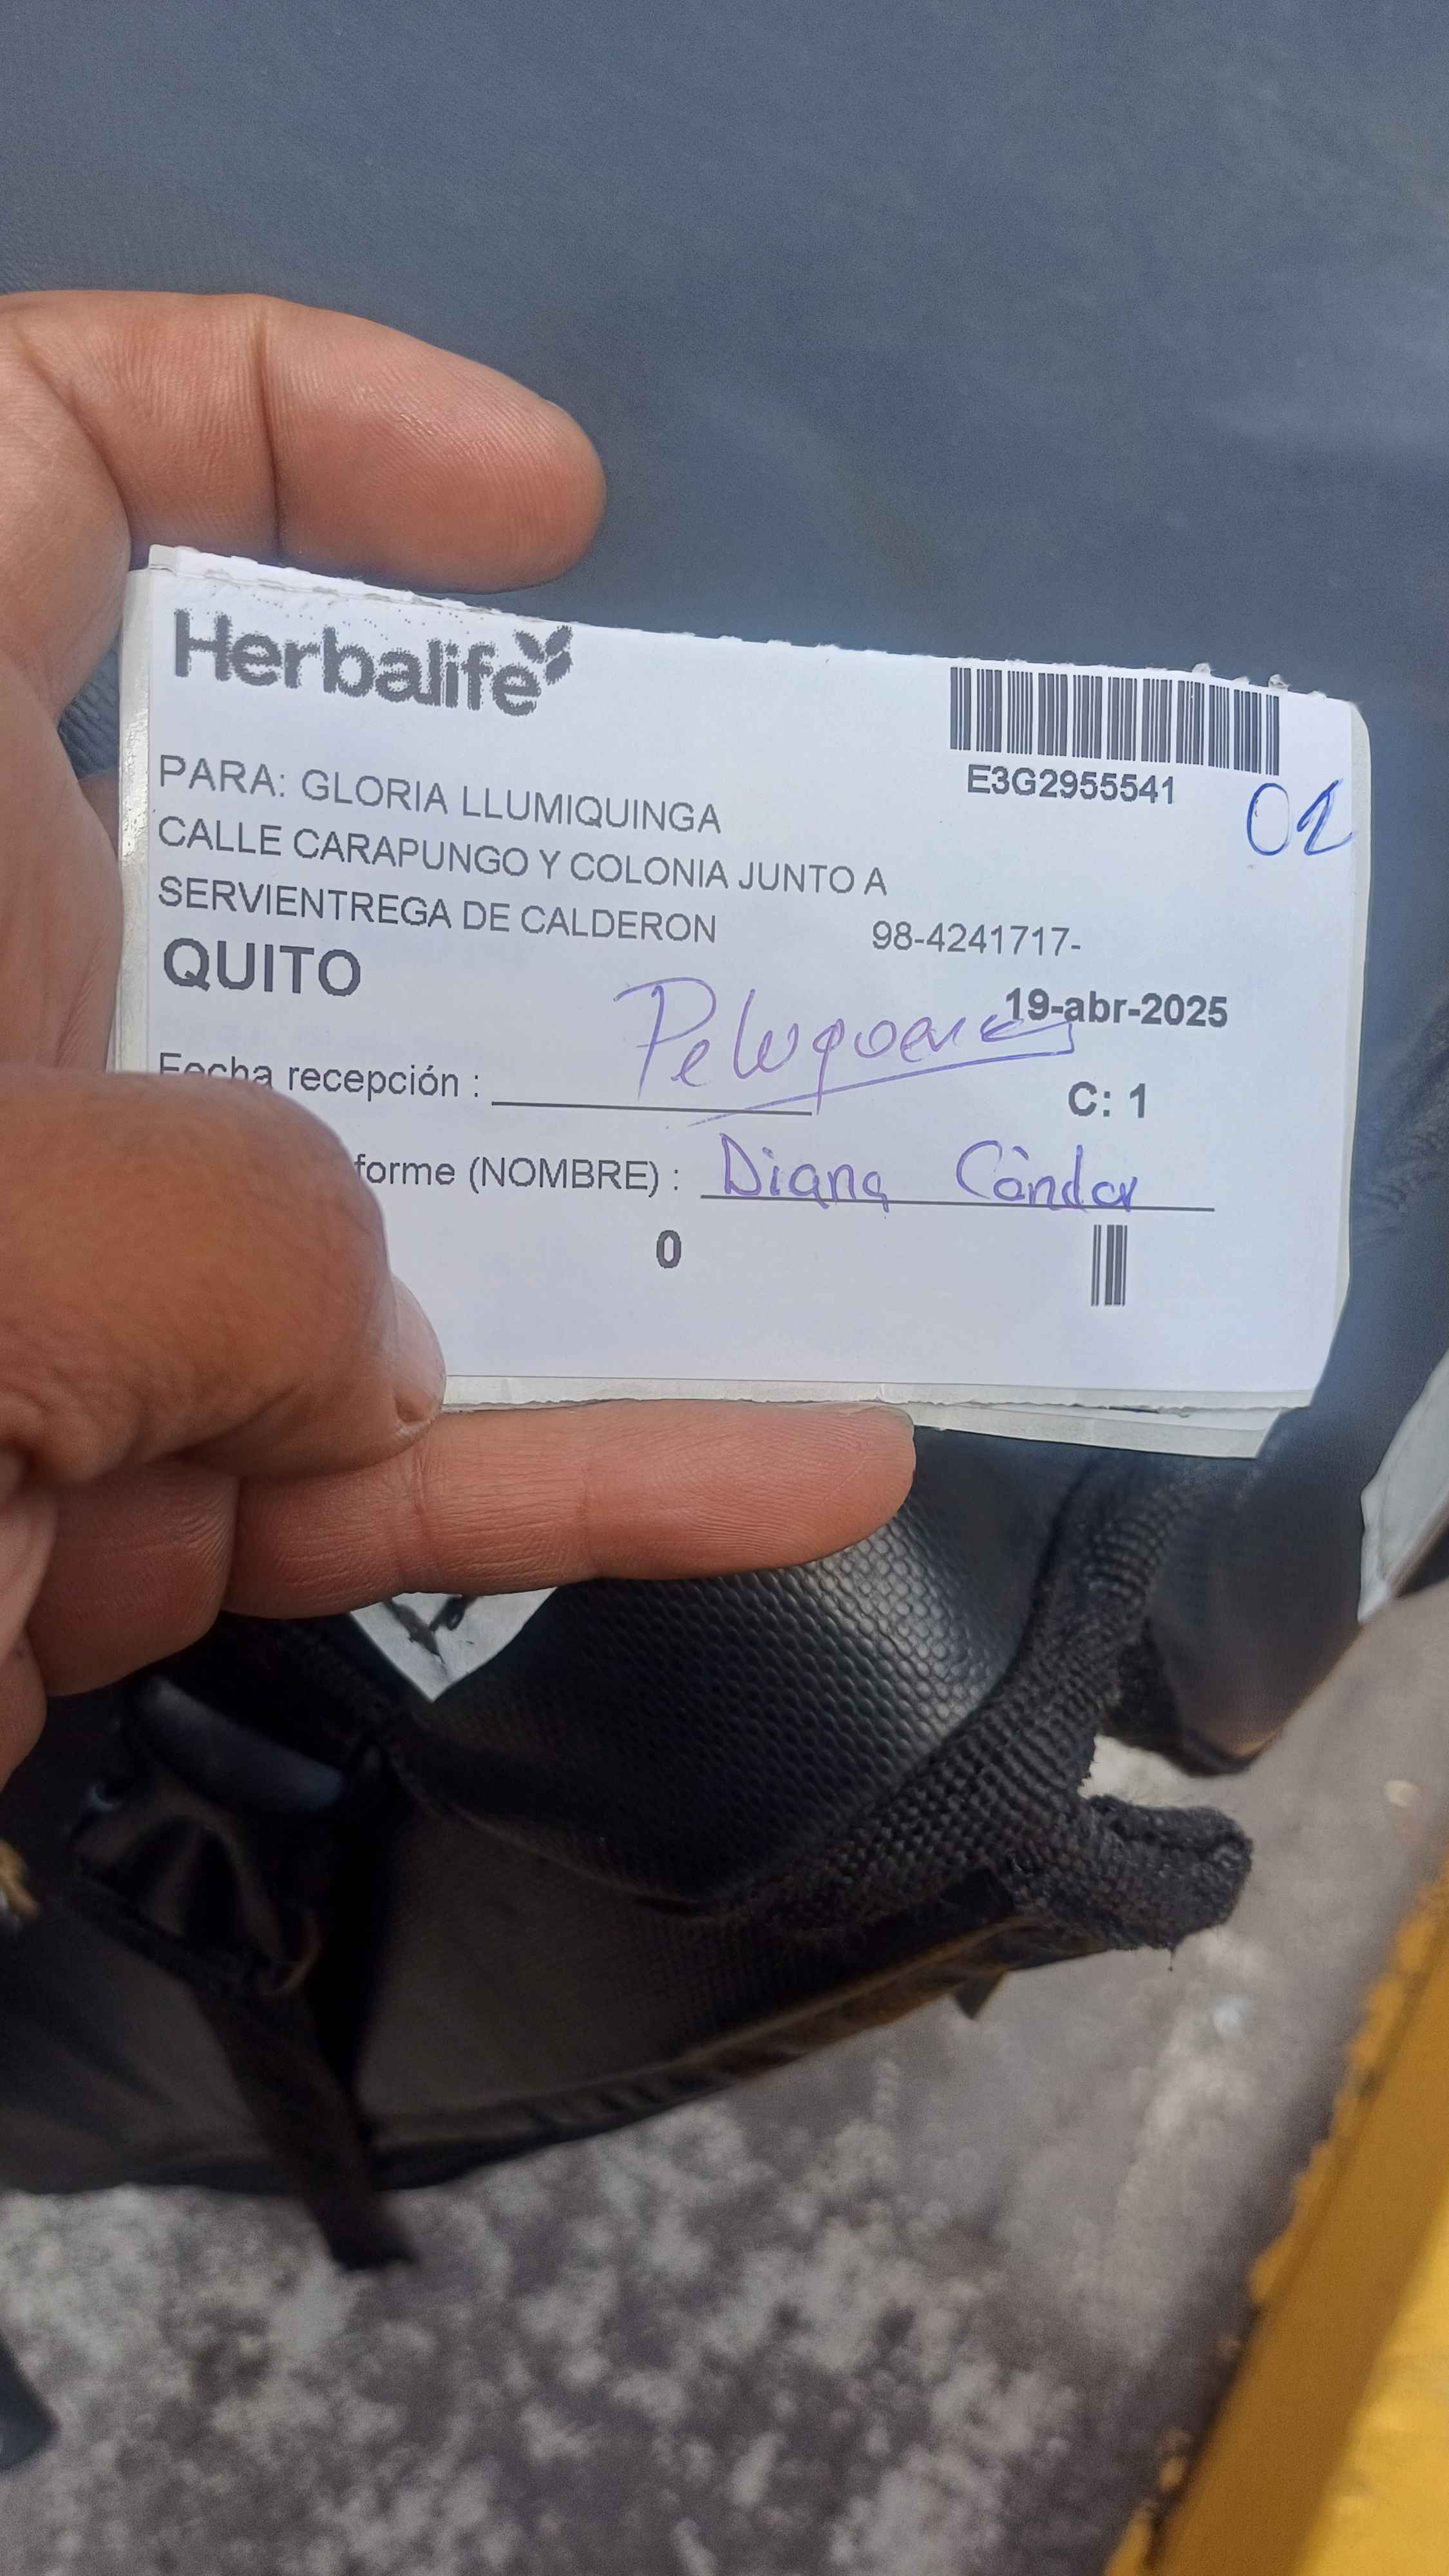 Herbalife
E3G2955541
02
PARA: GLORIA LLUMIQUINGA
CALLE CARAPUNGO Y COLONIA JUNTO A
SERVIENTREGA DE CALDERON 98-4241717-
QUITO
19-abr-2025
Fecha recepción :
C: 1
forme (NOMBRE) : Diana Cóndor
0